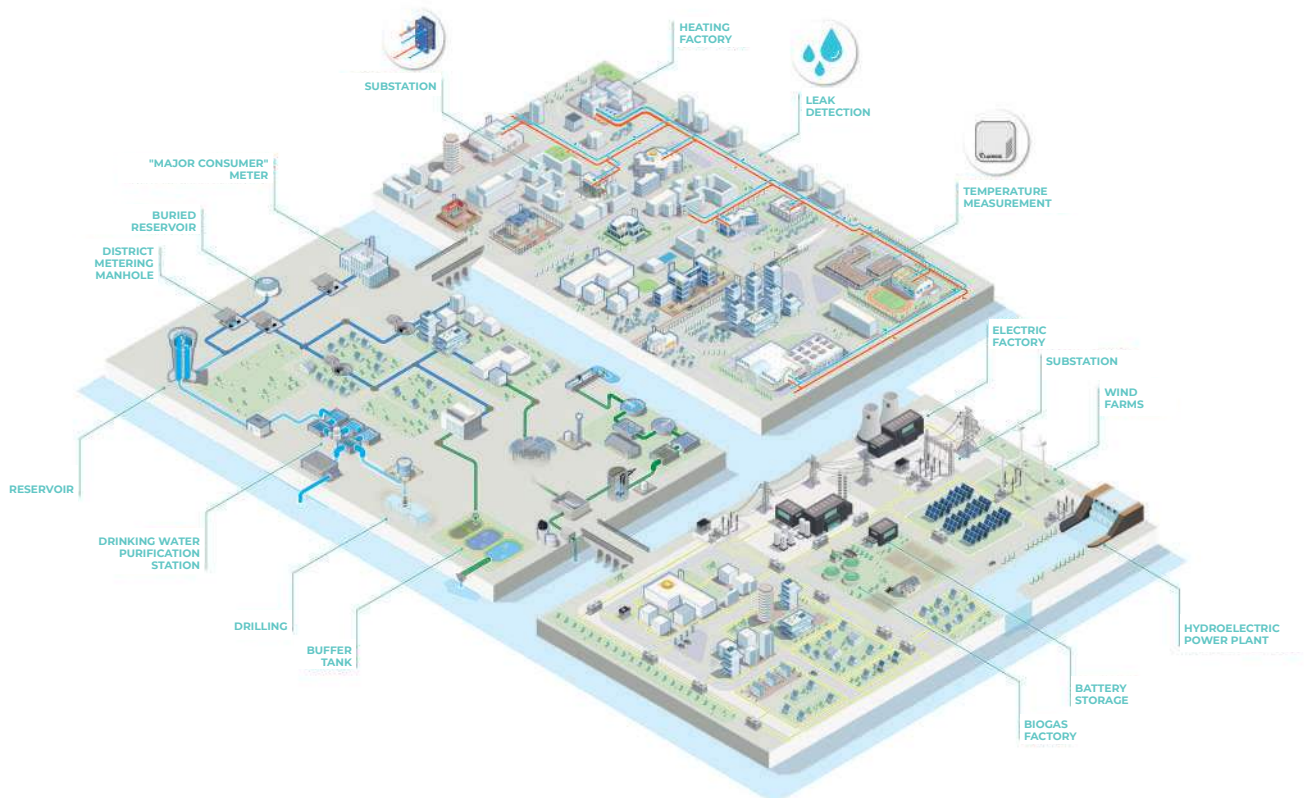 HEATING
FACTORY
SUBSTATION
LEAK
DETECTION
"MAJOR CONSUMER"
METER
TEMPERATURE
MEASUREMENT
BURIED
RESERVOIR
DISTRICT
METERING
MANHOLE
ELECTRIC
FACTORY
SUBSTATION
WIND
FARMS
RESERVOIR
DRINKING WATER
PURIFICATION
STATION
DRILLING
BUFFER
TANK
HYDROELECTRIC
POWER PLANT
BATTERY
STORAGE
BIOGAS
FACTORY